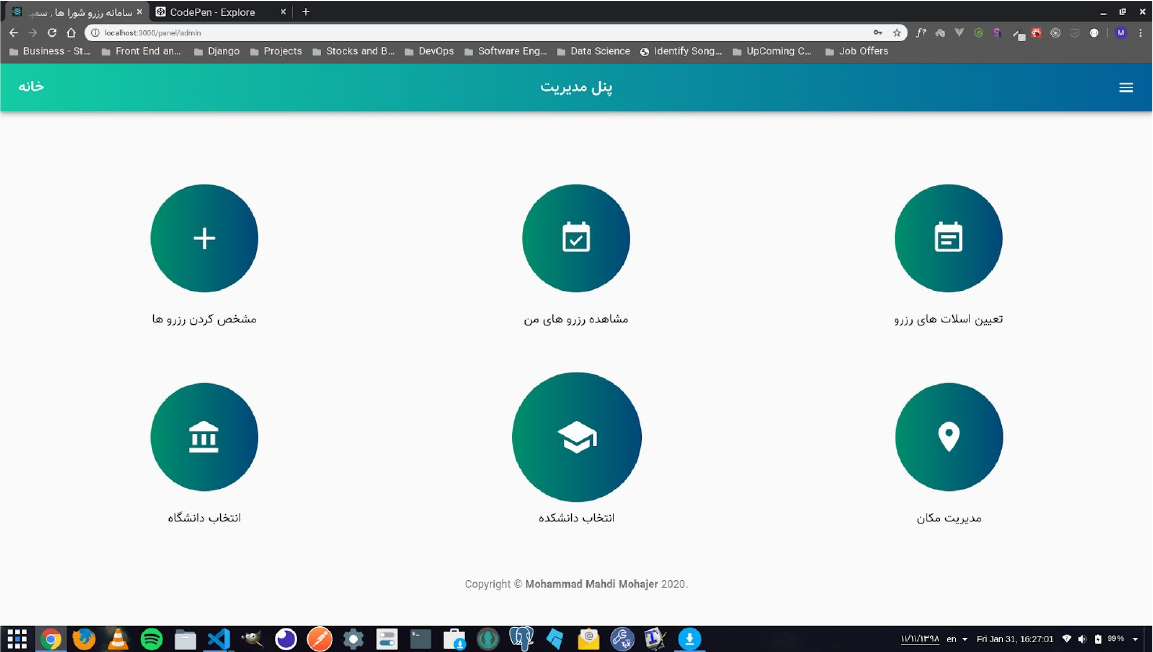 سامانه رزرو شورا ها ، سمیـ
CodePen - Explore
localhost:3000/panel/admin
f?
M
Business - St...
Front End an...
Django
Projects
Stocks and B...
DevOps
Software Eng...
Data Science
Identify Song...
UpComing C...
Job Offers
خانه
پنل مدیریت
مشخص کردن رزرو ها
مشاهده رزرو های من
تعیین اسلات های رزرو
انتخاب دانشگاه
انتخاب دانشکده
مدیریت مکان
Copyright © Mohammad Mahdi Mohajer 2020.
۱۱/۱۱/۱۳۹۸
en
Fri Jan 31, 16:27:01
99%